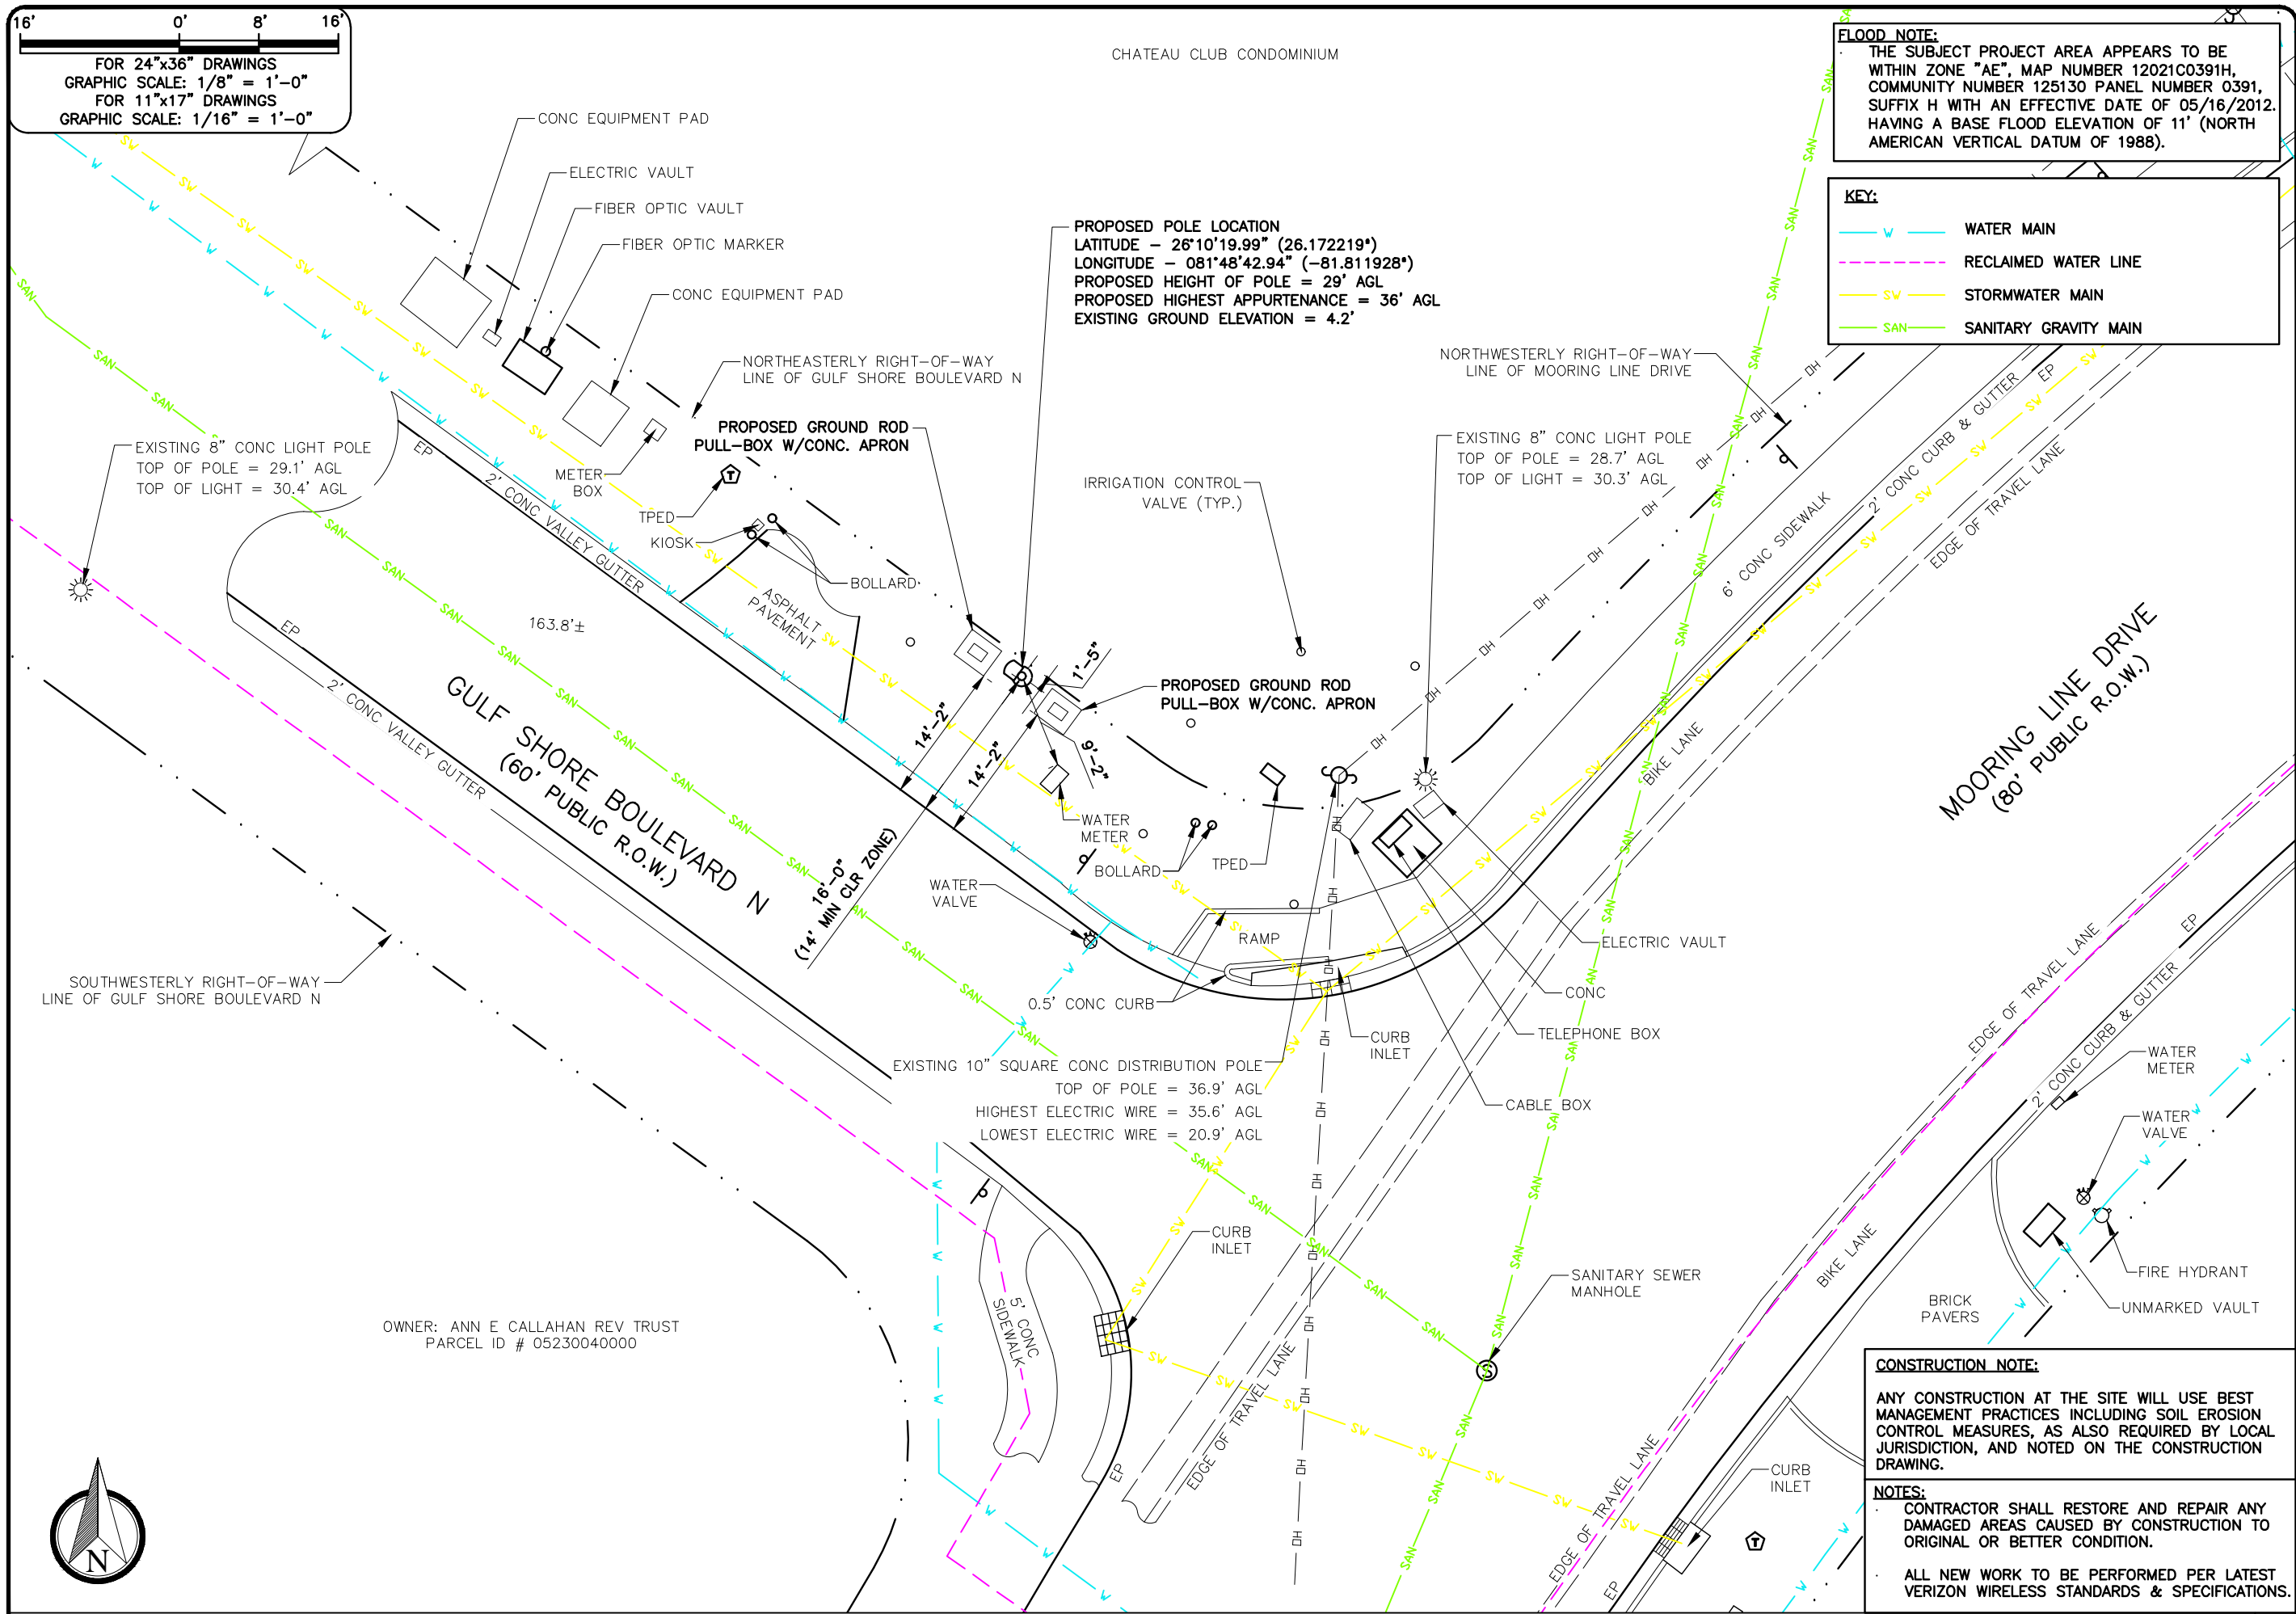 16' 0' 8' 16'
FOR 24"x36" DRAWINGS
GRAPHIC SCALE: 1/8" = 1'-0"
FOR 11"x17" DRAWINGS
GRAPHIC SCALE: 1/16" = 1'-0"
CHATEAU CLUB CONDOMINIUM
FLOOD NOTE:
THE SUBJECT PROJECT AREA APPEARS TO BE
WITHIN ZONE "AE", MAP NUMBER 12021C0391H,
COMMUNITY NUMBER 125130 PANEL NUMBER 0391,
SUFFIX H WITH AN EFFECTIVE DATE OF 05/16/2012.
HAVING A BASE FLOOD ELEVATION OF 11' (NORTH
AMERICAN VERTICAL DATUM OF 1988).
KEY:
W WATER MAIN
RECLAIMED WATER LINE
SW STORMWATER MAIN
SAN SANITARY GRAVITY MAIN
CONC EQUIPMENT PAD
ELECTRIC VAULT
FIBER OPTIC VAULT
FIBER OPTIC MARKER
CONC EQUIPMENT PAD
PROPOSED POLE LOCATION
LATITUDE - 26°10'19.99" (26.172219°)
LONGITUDE - 081°48'42.94" (-81.811928°)
PROPOSED HEIGHT OF POLE = 29' AGL
PROPOSED HIGHEST APPURTENANCE = 36' AGL
EXISTING GROUND ELEVATION = 4.2'
NORTHEASTERLY RIGHT-OF-WAY
LINE OF GULF SHORE BOULEVARD N
NORTHWESTERLY RIGHT-OF-WAY
LINE OF MOORING LINE DRIVE
PROPOSED GROUND ROD
PULL-BOX W/CONC. APRON
EXISTING 8" CONC LIGHT POLE
TOP OF POLE = 29.1' AGL
TOP OF LIGHT = 30.4' AGL
EXISTING 8" CONC LIGHT POLE
TOP OF POLE = 28.7' AGL
TOP OF LIGHT = 30.3' AGL
METER
BOX
T
TPED
KIOSK
BOLLARD
IRRIGATION CONTROL
VALVE (TYP.)
EP
2' CONC VALLEY GUTTER
ASPHALT
PAVEMENT
163.8'±
EP
2' CONC VALLEY GUTTER
GULF SHORE BOULEVARD N
(60' PUBLIC R.O.W.)
6' CONC SIDEWALK
2' CONC CURB & GUTTER
EP
EDGE OF TRAVEL LANE
BIKE LANE
MOORING LINE DRIVE
(80' PUBLIC R.O.W.)
1'-5"
14'-2"
14'-2"
9'-2"
16'-0"
(14' MIN CLR ZONE)
PROPOSED GROUND ROD
PULL-BOX W/CONC. APRON
WATER
METER
BOLLARD
TPED
WATER
VALVE
RAMP
0.5' CONC CURB
ELECTRIC VAULT
CONC
TELEPHONE BOX
CURB
INLET
CABLE BOX
SOUTHWESTERLY RIGHT-OF-WAY
LINE OF GULF SHORE BOULEVARD N
EXISTING 10" SQUARE CONC DISTRIBUTION POLE
TOP OF POLE = 36.9' AGL
HIGHEST ELECTRIC WIRE = 35.6' AGL
LOWEST ELECTRIC WIRE = 20.9' AGL
EDGE OF TRAVEL LANE
EP
2' CONC CURB & GUTTER
WATER
METER
WATER
VALVE
FIRE HYDRANT
UNMARKED VAULT
BRICK
PAVERS
BIKE LANE
CURB
INLET
SANITARY SEWER
MANHOLE
S
5' CONC
SIDEWALK
EP
EDGE OF TRAVEL LANE
EDGE OF TRAVEL LANE
EP
CURB
INLET
T
OWNER: ANN E CALLAHAN REV TRUST
PARCEL ID # 05230040000
N
CONSTRUCTION NOTE:
ANY CONSTRUCTION AT THE SITE WILL USE BEST
MANAGEMENT PRACTICES INCLUDING SOIL EROSION
CONTROL MEASURES, AS ALSO REQUIRED BY LOCAL
JURISDICTION, AND NOTED ON THE CONSTRUCTION
DRAWING.
NOTES:
CONTRACTOR SHALL RESTORE AND REPAIR ANY
DAMAGED AREAS CAUSED BY CONSTRUCTION TO
ORIGINAL OR BETTER CONDITION.
ALL NEW WORK TO BE PERFORMED PER LATEST
VERIZON WIRELESS STANDARDS & SPECIFICATIONS.